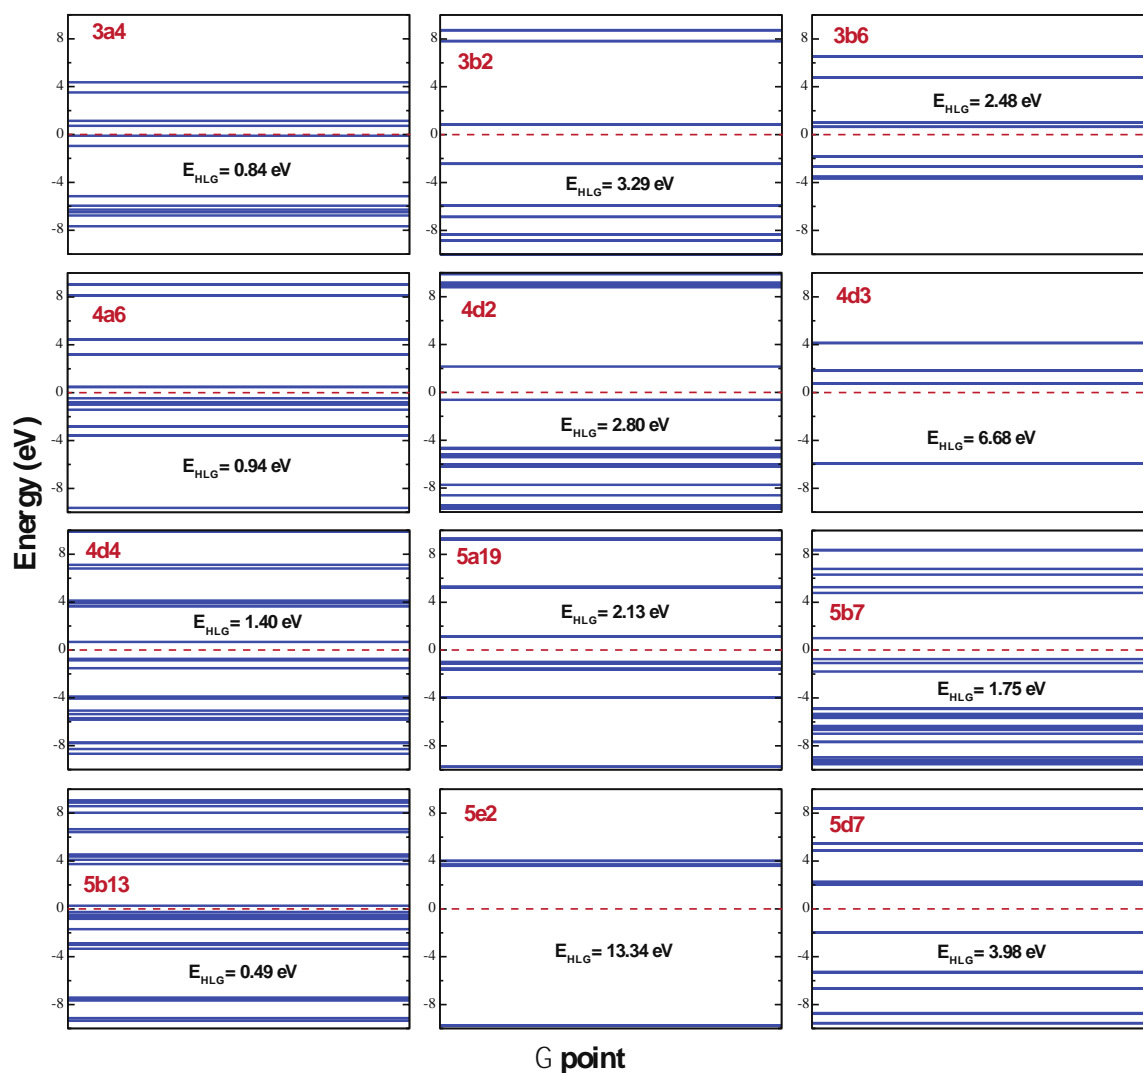 3a4
8
4
0
-4
-8
E_HLG= 0.84 eV
3b2
8
4
0
-4
-8
E_HLG= 3.29 eV
3b6
8
4
0
-4
-8
E_HLG= 2.48 eV
4a6
8
4
0
-4
-8
E_HLG= 0.94 eV
4d2
8
4
0
-4
-8
E_HLG= 2.80 eV
4d3
8
4
0
-4
-8
E_HLG= 6.68 eV
Energy (eV)
4d4
8
4
0
-4
-8
E_HLG= 1.40 eV
5a19
8
4
0
-4
-8
E_HLG= 2.13 eV
5b7
8
4
0
-4
-8
E_HLG= 1.75 eV
5b13
8
4
0
-4
-8
E_HLG= 0.49 eV
5e2
8
4
0
-4
-8
E_HLG= 13.34 eV
5d7
8
4
0
-4
-8
E_HLG= 3.98 eV
G point